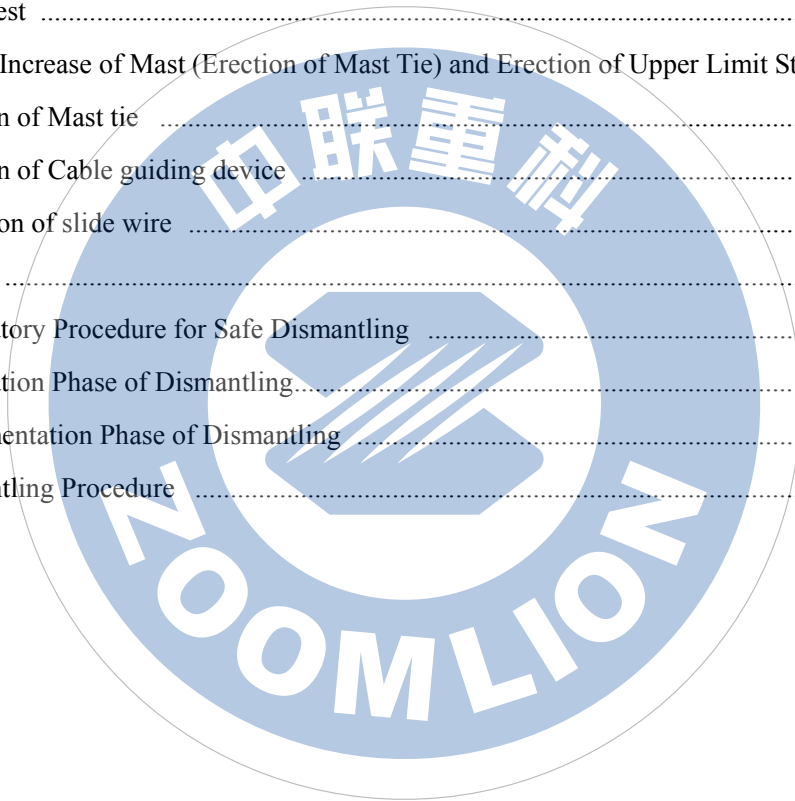 est ........................................................
Increase of Mast (Erection of Mast Tie) and Erection of Upper Limit St
n of Mast tie ........................................................
n of Cable guiding device ........................................................
on of slide wire ........................................................
........................................................
tory Procedure for Safe Dismantling ........................................................
tion Phase of Dismantling ........................................................
entation Phase of Dismantling ........................................................
tling Procedure ........................................................
中联重科
ZOOMLION